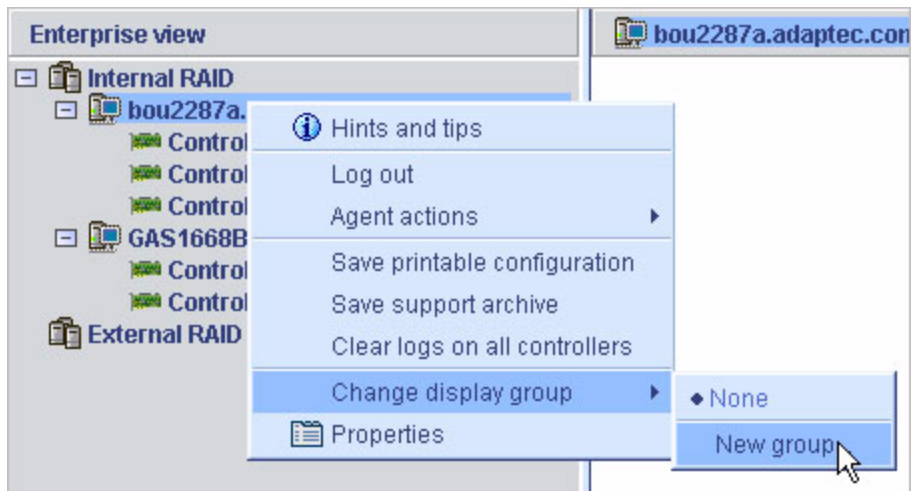 Enterprise view
bou2287a.adaptec.con
Internal RAID
bou2287a.
Control
Control
Control
GAS1668B
Control
Control
External RAID
Hints and tips
Log out
Agent actions
Save printable configuration
Save support archive
Clear logs on all controllers
Change display group
Properties
None
New group